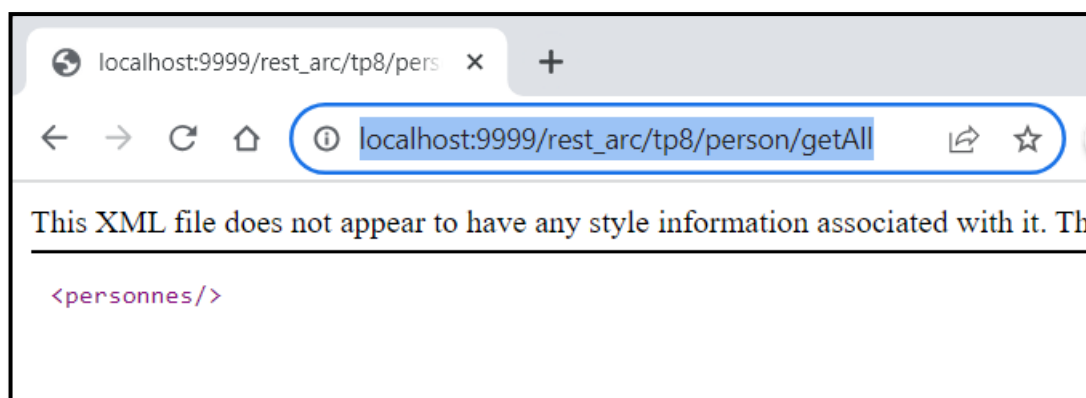 localhost:9999/rest_arc/tp8/pers
localhost:9999/rest_arc/tp8/person/getAll
This XML file does not appear to have any style information associated with it. Th
<personnes/>